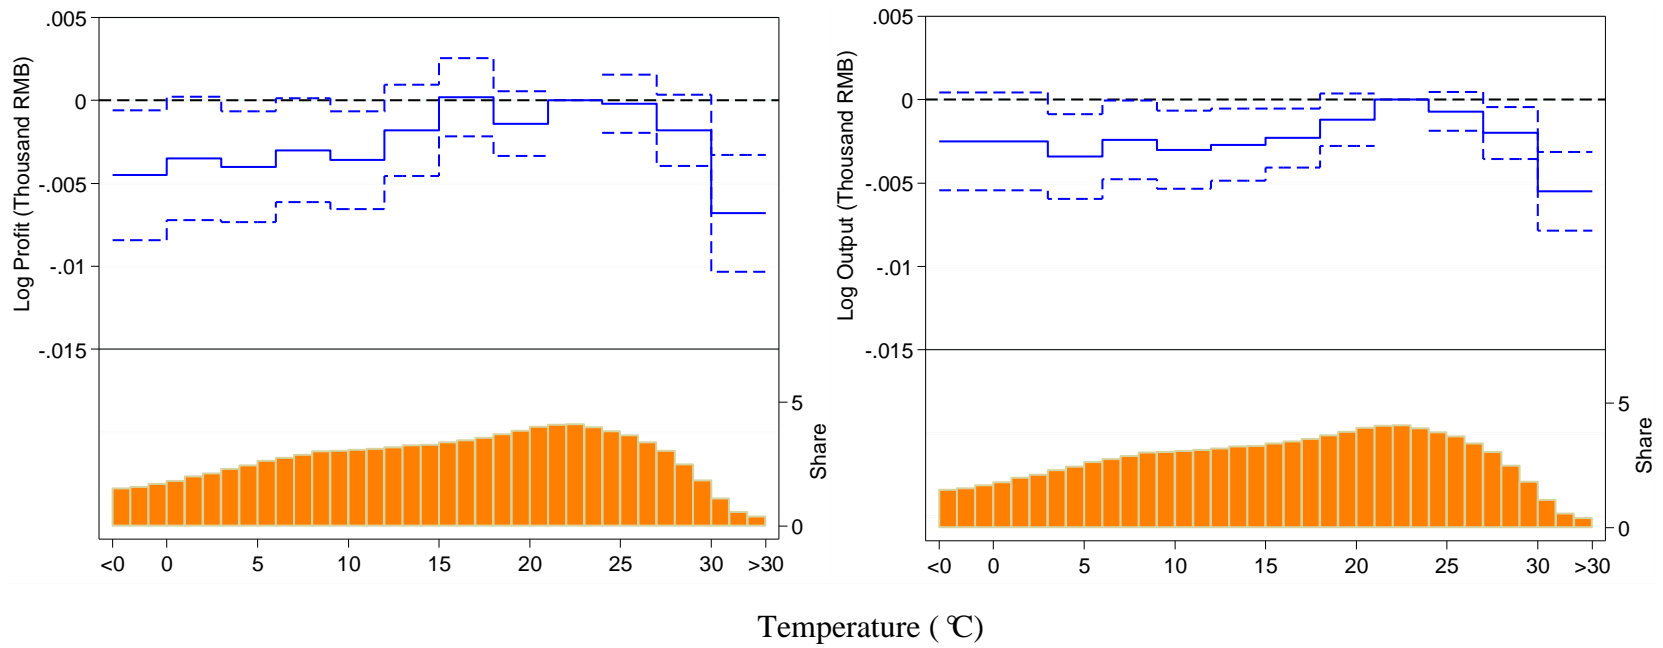 .005
0
-.005
-.01
-.015
Log Profit (Thousand RMB)
5
0
Share
<0 0 5 10 15 20 25 30 >30
.005
0
-.005
-.01
-.015
Log Output (Thousand RMB)
5
0
Share
<0 0 5 10 15 20 25 30 >30
Temperature ( ℃)